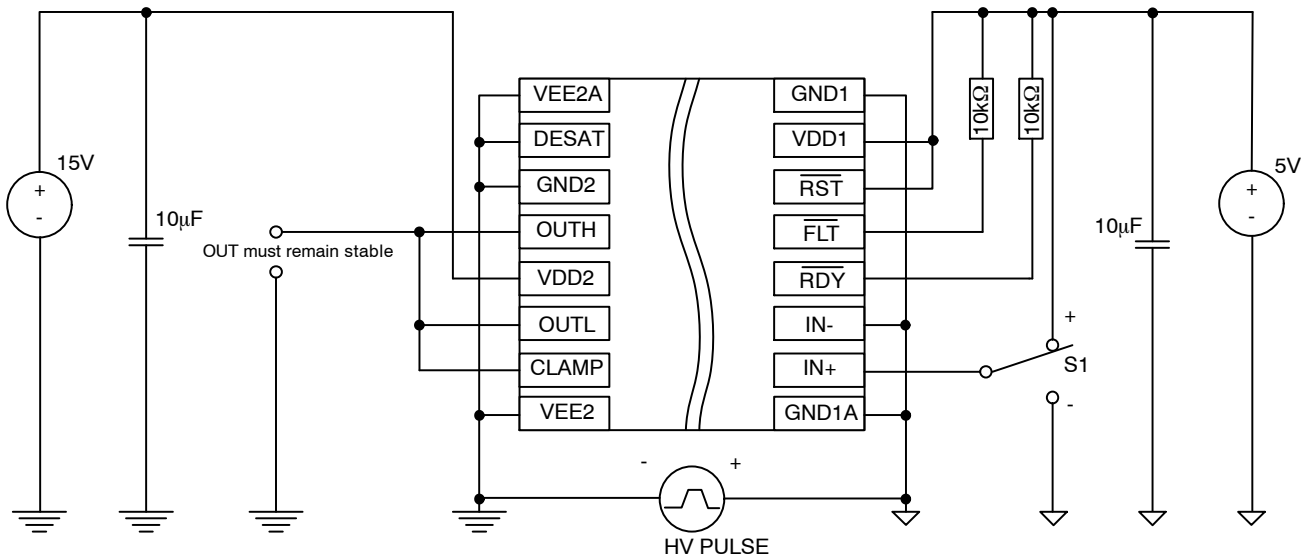 15V
+
-
10μF
OUT must remain stable
VEE2A
DESAT
GND2
OUTH
VDD2
OUTL
CLAMP
VEE2
GND1
VDD1
RST
FLT
RDY
IN-
IN+
GND1A
10kΩ
10kΩ
+
S1
-
10μF
5V
+
-
-
+
HV PULSE